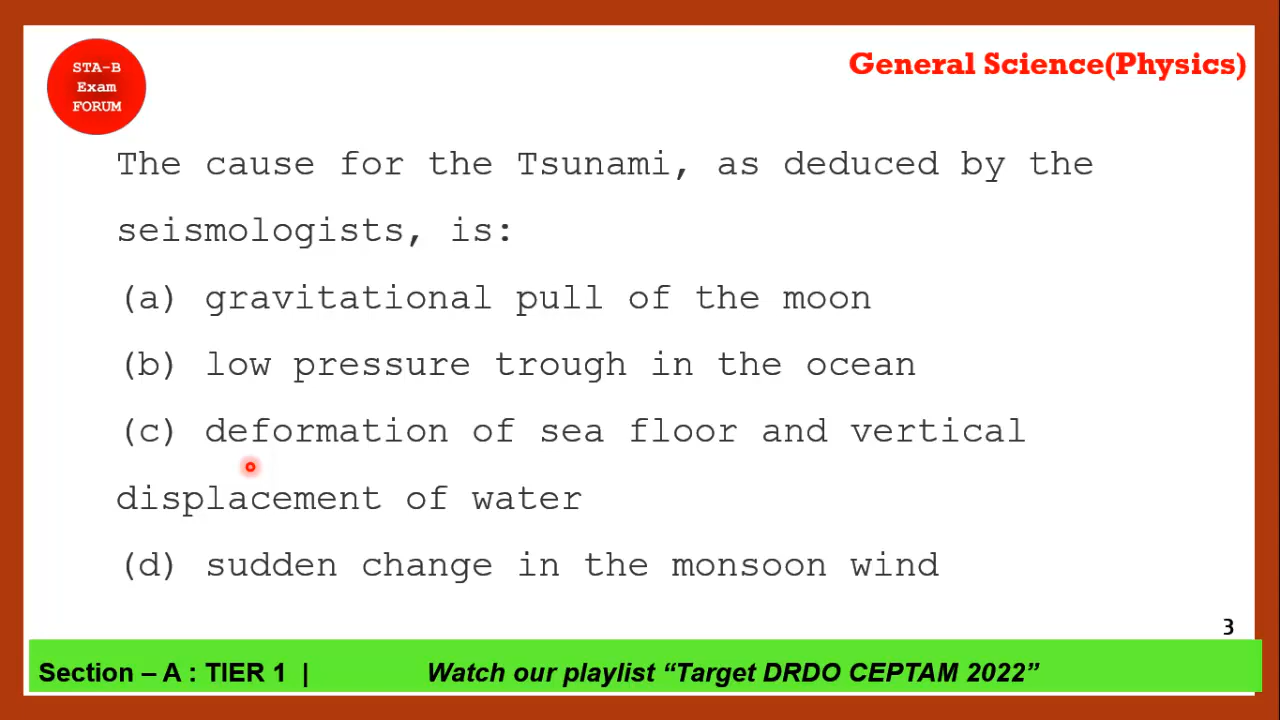 STA-B
Exam
FORUM
General Science(Physics)
The cause for the Tsunami, as deduced by the
seismologists, is:
(a) gravitational pull of the moon
(b) low pressure trough in the ocean
(c) deformation of sea floor and vertical
displacement of water
(d) sudden change in the monsoon wind
3
Section – A : TIER 1 | Watch our playlist “Target DRDO CEPTAM 2022”